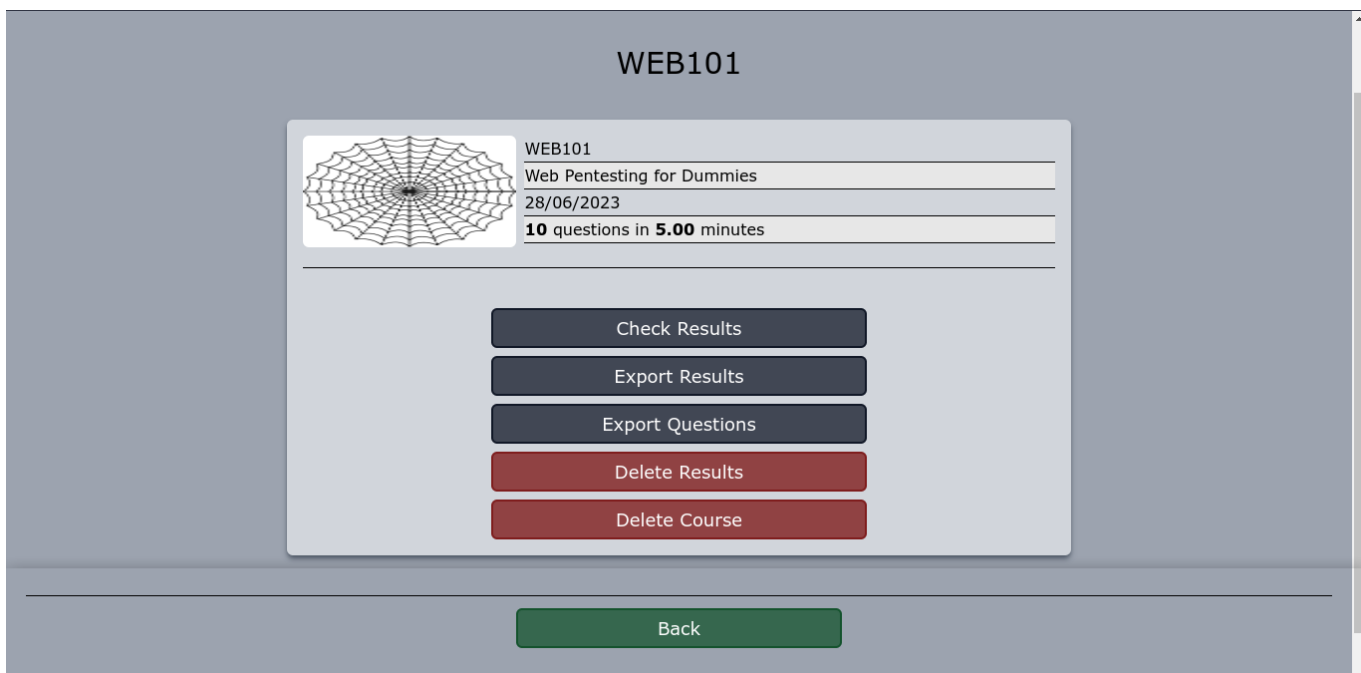 WEB101
WEB101
Web Pentesting for Dummies
28/06/2023
10 questions in 5.00 minutes
Check Results
Export Results
Export Questions
Delete Results
Delete Course
Back